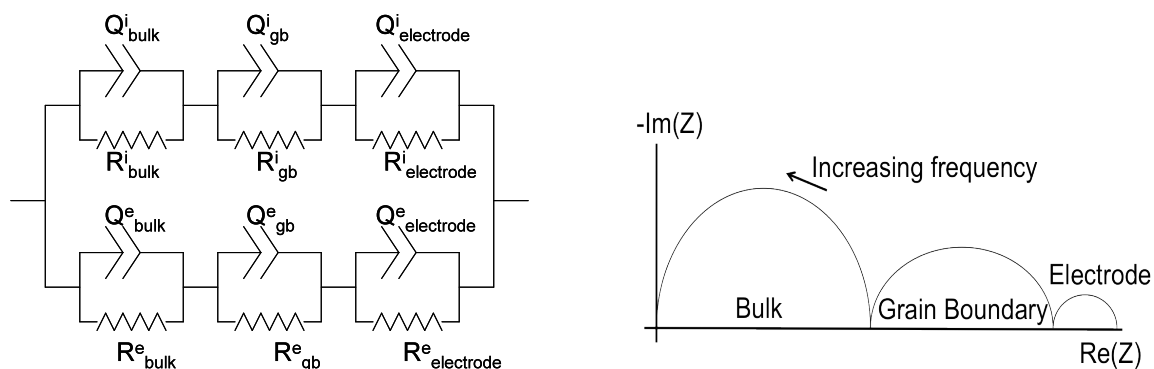 Qⁱbulk Qⁱgb Qⁱelectrode
Rⁱbulk Rⁱgb Rⁱelectrode
Qᵉbulk Qᵉgb Qᵉelectrode
Rᵉbulk Rᵉgb Rᵉelectrode
-Im(Z)
Increasing frequency
Electrode
Bulk Grain Boundary
Re(Z)